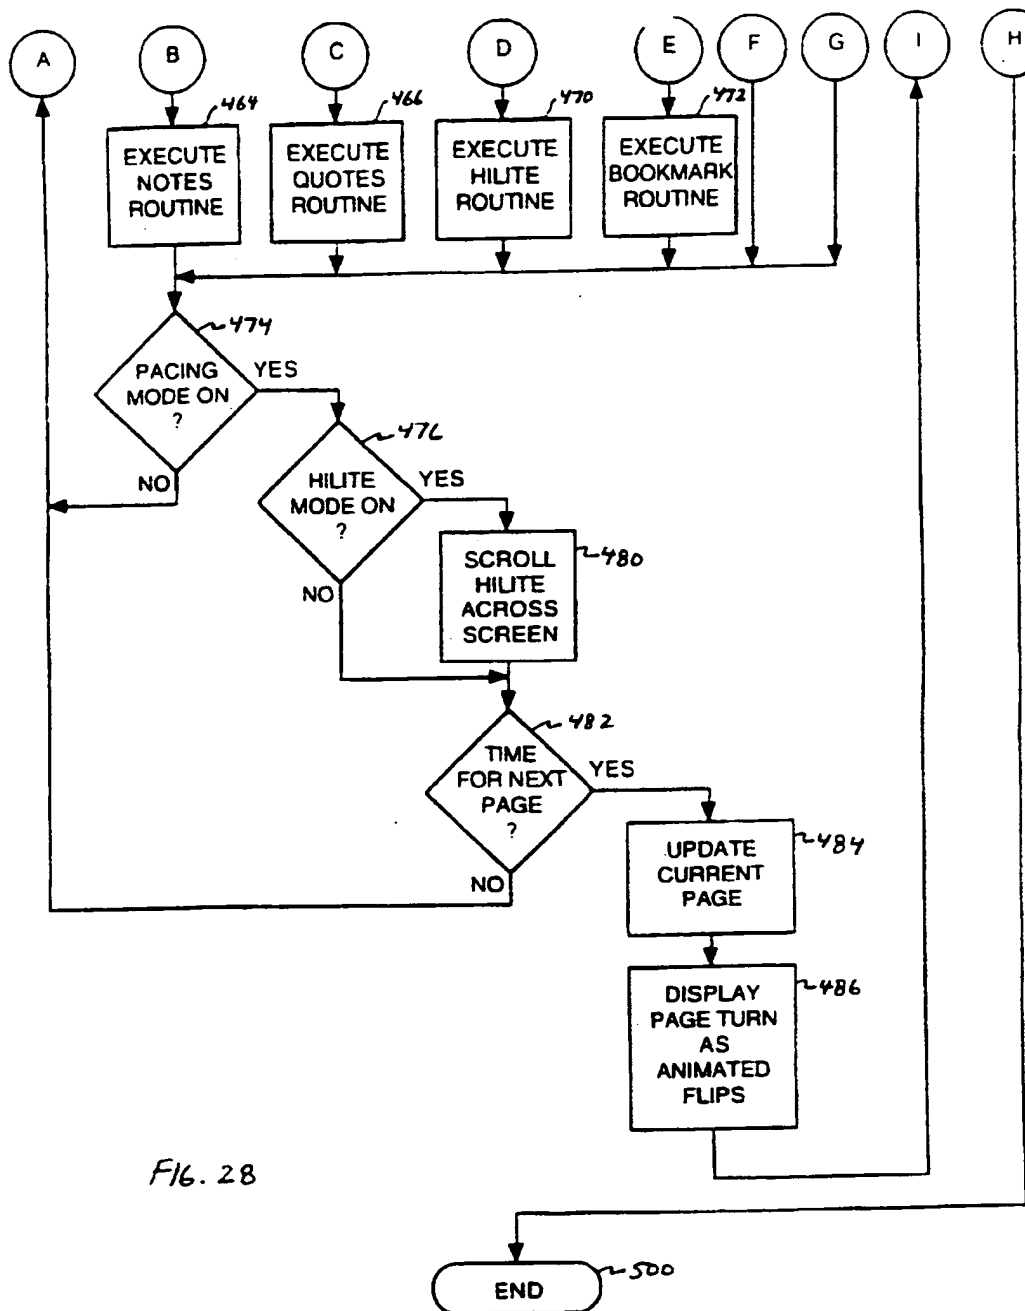 A
B
C
D
E
F
G
I
H
464
466
470
472
EXECUTE
NOTES
ROUTINE
EXECUTE
QUOTES
ROUTINE
EXECUTE
HILITE
ROUTINE
EXECUTE
BOOKMARK
ROUTINE
474
PACING
MODE ON
?
YES
NO
476
HILITE
MODE ON
?
YES
NO
480
SCROLL
HILITE
ACROSS
SCREEN
482
TIME
FOR NEXT
PAGE
?
YES
NO
484
UPDATE
CURRENT
PAGE
486
DISPLAY
PAGE TURN
AS
ANIMATED
FLIPS
FIG. 28
500
END